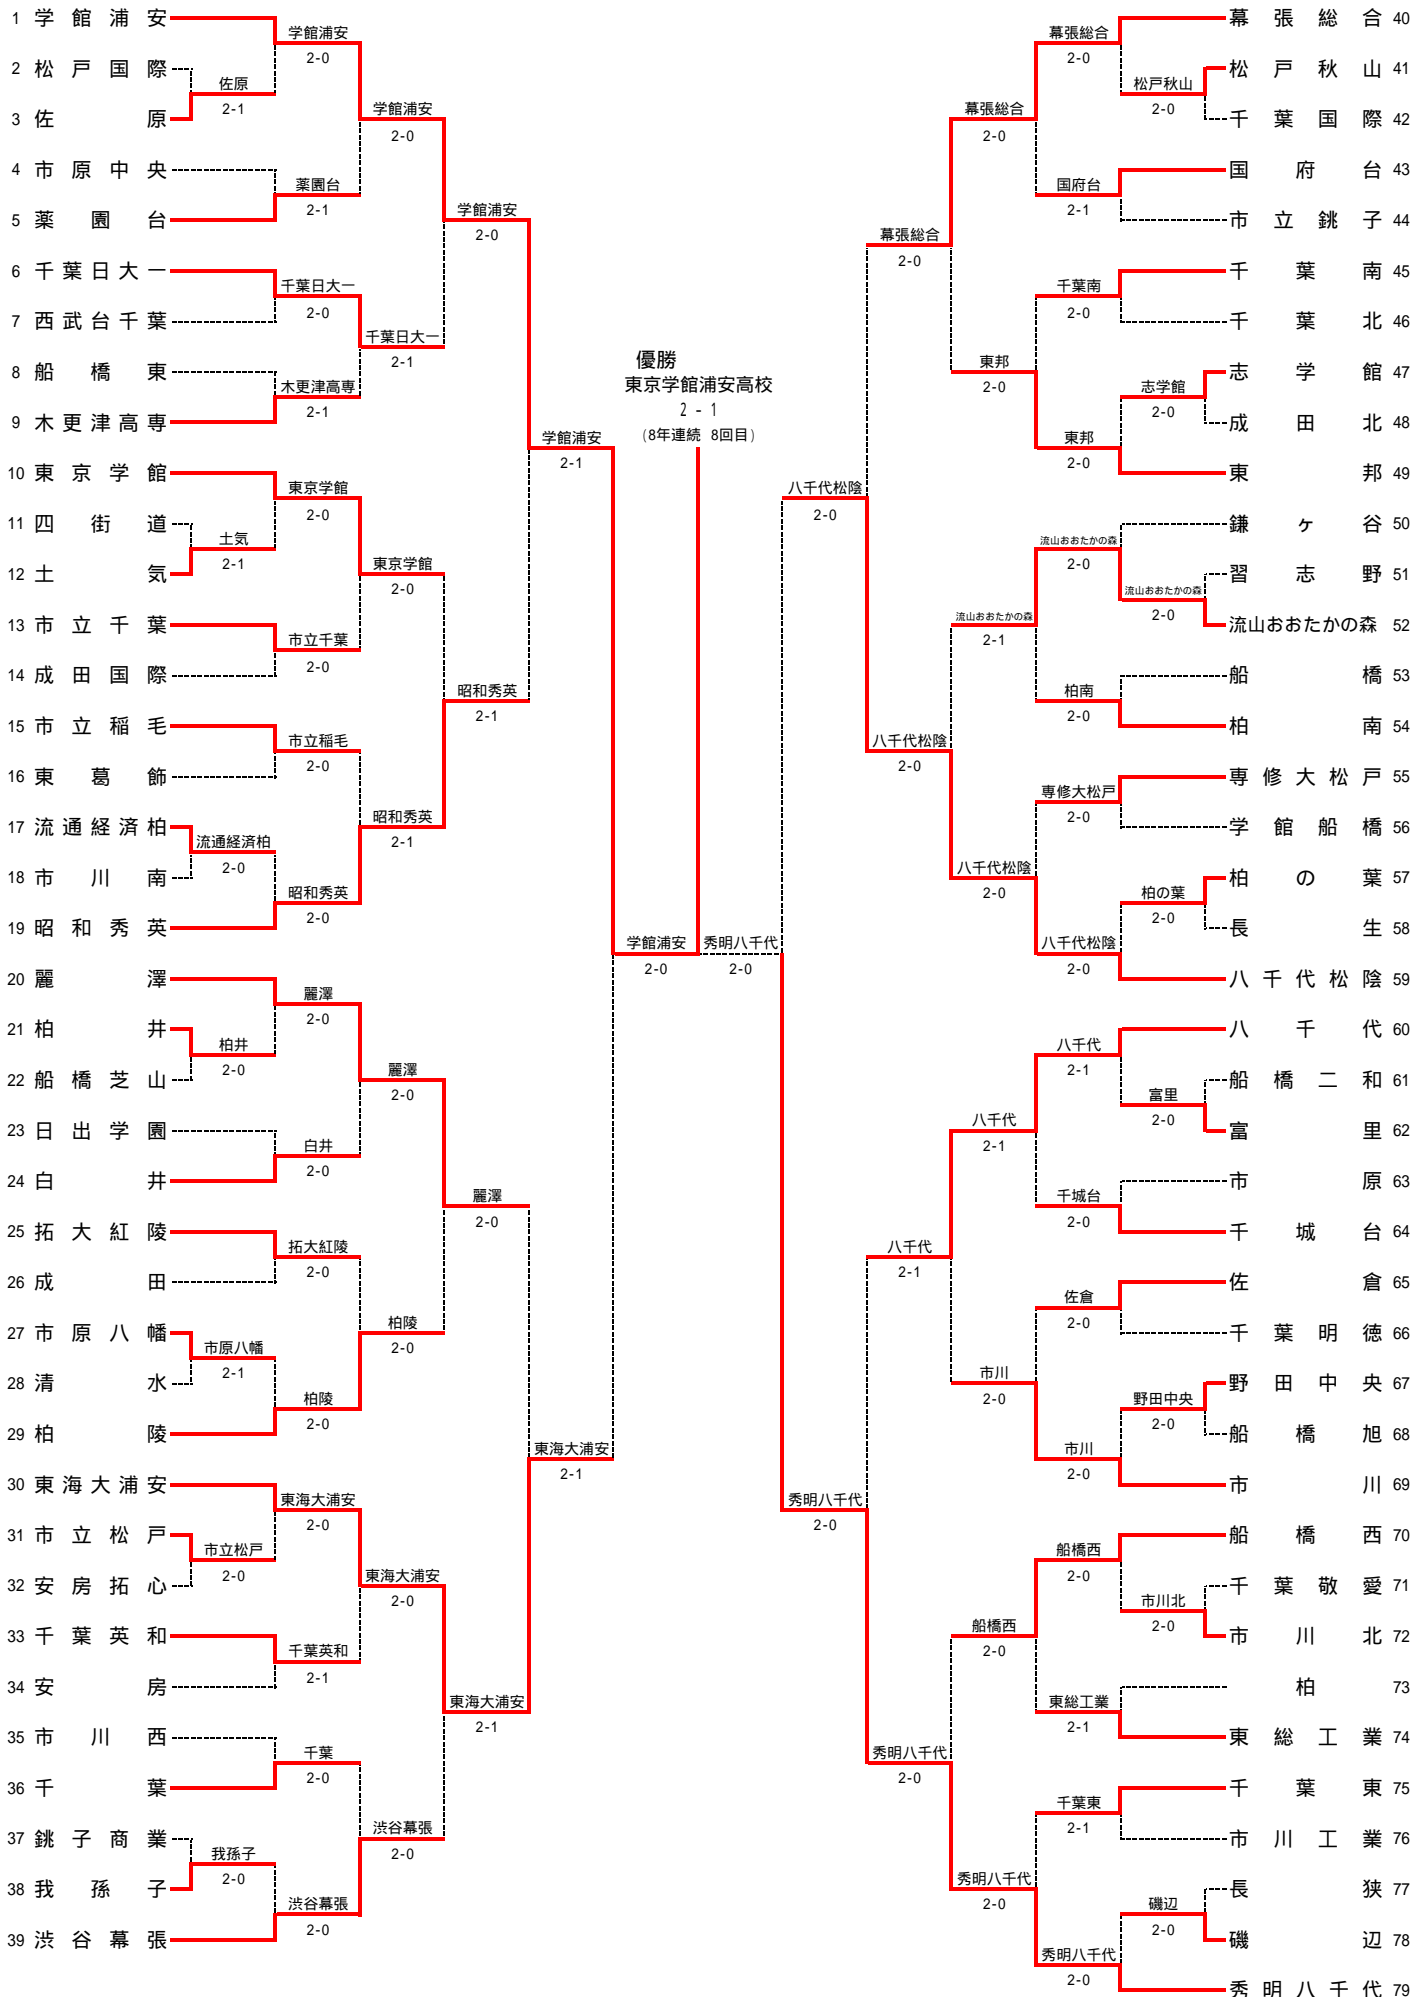 1 学館浦安
2 松戸国際
3 佐原
4 市原中央
5 薬園台
6 千葉日大一
7 西武台千葉
8 船橋東
9 木更津高専
10 東京学館
11 四街道
12 土気
13 市立千葉
14 成田国際
15 市立稲毛
16 東葛飾
17 流通経済柏
18 市川南
19 昭和秀英
20 麗澤
21 柏井
22 船橋芝山
23 日出学園
24 白井
25 拓大紅陵
26 成田
27 市原八幡
28 清水
29 柏陵
30 東海大浦安
31 市立松戸
32 安房拓心
33 千葉英和
34 安房
35 市川西
36 千葉
37 銚子商業
38 我孫子
39 渋谷幕張
佐原
2-1
土気
2-1
流通経済柏
2-0
柏井
2-0
市原八幡
2-1
市立松戸
2-0
我孫子
2-0
学館浦安
2-0
薬園台
2-1
千葉日大一
2-0
木更津高専
2-1
東京学館
2-0
市立千葉
2-0
市立稲毛
2-0
昭和秀英
2-0
麗澤
2-0
白井
2-0
拓大紅陵
2-0
柏陵
2-0
東海大浦安
2-0
千葉英和
2-1
千葉
2-0
渋谷幕張
2-0
学館浦安
2-0
千葉日大一
2-1
東京学館
2-0
昭和秀英
2-1
麗澤
2-0
柏陵
2-0
東海大浦安
2-0
渋谷幕張
2-0
学館浦安
2-0
昭和秀英
2-1
麗澤
2-0
東海大浦安
2-1
学館浦安
2-1
東海大浦安
2-1
学館浦安
2-0
優勝
東京学館浦安高校
2 - 1
(8年連続 8回目)
秀明八千代
2-0
八千代松陰
2-0
秀明八千代
2-0
幕張総合
2-0
八千代松陰
2-0
八千代
2-1
秀明八千代
2-0
幕張総合
2-0
東邦
2-0
流山おおたかの森
2-1
八千代松陰
2-0
八千代
2-1
市川
2-0
船橋西
2-0
秀明八千代
2-0
幕張総合
2-0
国府台
2-1
千葉南
2-0
東邦
2-0
流山おおたかの森
2-0
柏南
2-0
専修大松戸
2-0
八千代松陰
2-0
八千代
2-1
千城台
2-0
佐倉
2-0
市川
2-0
船橋西
2-0
東総工業
2-1
千葉東
2-1
秀明八千代
2-0
松戸秋山
2-0
志学館
2-0
流山おおたかの森
2-0
柏の葉
2-0
富里
2-0
野田中央
2-0
市川北
2-0
磯辺
2-0
幕張総合 40
松戸秋山 41
千葉国際 42
国府台 43
市立銚子 44
千葉南 45
千葉北 46
志学館 47
成田北 48
東邦 49
鎌ヶ谷 50
習志野 51
流山おおたかの森 52
船橋 53
柏南 54
専修大松戸 55
学館船橋 56
柏の葉 57
長生 58
八千代松陰 59
八千代 60
船橋二和 61
富里 62
市原 63
千城台 64
佐倉 65
千葉明徳 66
野田中央 67
船橋旭 68
市川 69
船橋西 70
千葉敬愛 71
市川北 72
柏 73
東総工業 74
千葉東 75
市川工業 76
長狭 77
磯辺 78
秀明八千代 79